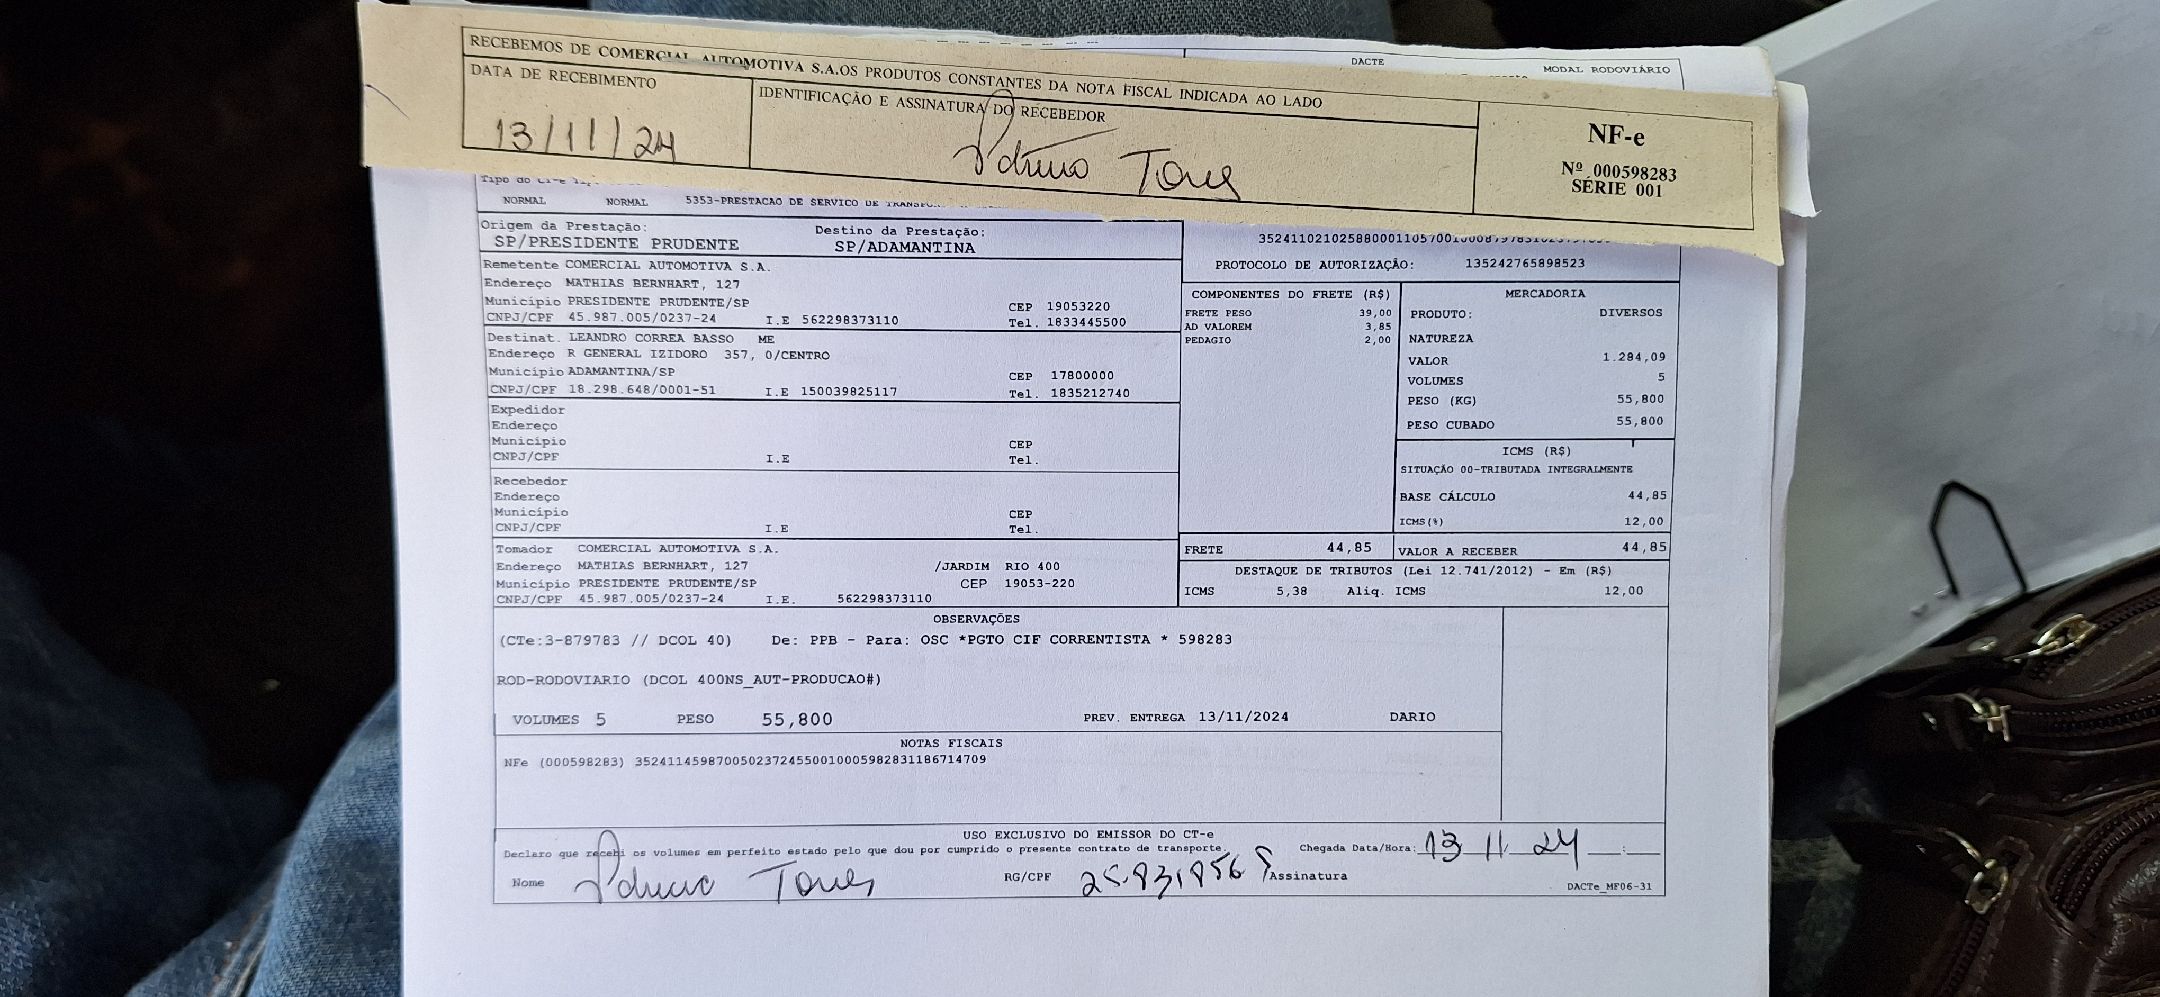 RECEBEMOS DE COMERCIAL AUTOMOTIVA S.A.OS PRODUTOS CONSTANTES DA NOTA FISCAL INDICADA AO LADO
DATA DE RECEBIMENTO
13/11/24
IDENTIFICAÇÃO E ASSINATURA DO RECEBEDOR
NF-e
Nº 000598283
SÉRIE 001
DACTE
MODAL RODOVIÁRIO
NORMAL NORMAL 5353-PRESTACAO DE SERVICO DE
Origem da Prestação: Destino da Prestação:
SP/PRESIDENTE PRUDENTE SP/ADAMANTINA
PROTOCOLO DE AUTORIZAÇÃO: 135242765898523
Remetente COMERCIAL AUTOMOTIVA S.A.
Endereço MATHIAS BERNHART, 127
Município PRESIDENTE PRUDENTE/SP CEP 19053220
CNPJ/CPF 45.987.005/0237-24 I.E 562298373110 Tel. 1833445500
Destinat. LEANDRO CORREA BASSO ME
Endereço R GENERAL IZIDORO 357, 0/CENTRO
Município ADAMANTINA/SP CEP 17800000
CNPJ/CPF 18.298.648/0001-51 I.E 150039825117 Tel. 1835212740
Expedidor
Endereço
Município CEP
CNPJ/CPF I.E Tel.
Recebedor
Endereço
Município CEP
CNPJ/CPF I.E Tel.
Tomador COMERCIAL AUTOMOTIVA S.A.
Endereço MATHIAS BERNHART, 127 /JARDIM RIO 400
Município PRESIDENTE PRUDENTE/SP CEP 19053-220
CNPJ/CPF 45.987.005/0237-24 I.E. 562298373110
COMPONENTES DO FRETE (R$)
FRETE PESO 39,00
AD VALOREM 3,85
PEDAGIO 2,00
MERCADORIA
PRODUTO: DIVERSOS
NATUREZA
VALOR 1.284,09
VOLUMES 5
PESO (KG) 55,800
PESO CUBADO 55,800
ICMS (R$)
SITUAÇÃO 00-TRIBUTADA INTEGRALMENTE
BASE CÁLCULO 44,85
ICMS(%) 12,00
FRETE 44,85 VALOR A RECEBER 44,85
DESTAQUE DE TRIBUTOS (Lei 12.741/2012) - Em (R$)
ICMS 5,38 Aliq. ICMS 12,00
OBSERVAÇÕES
(CTe:3-879783 // DCOL 40) De: PPB - Para: OSC *PGTO CIF CORRENTISTA * 598283
ROD-RODOVIARIO (DCOL 400NS_AUT-PRODUCAO#)
VOLUMES 5 PESO 55,800 PREV. ENTREGA 13/11/2024 DARIO
NOTAS FISCAIS
NFe (000598283) 35241145987005023724550010005982831186714709
USO EXCLUSIVO DO EMISSOR DO CT-e
Declaro que recebi os volumes em perfeito estado pelo que dou por cumprido o presente contrato de transporte. Chegada Data/Hora: 13 11 24
Nome RG/CPF Assinatura
DACTe_MF06-31